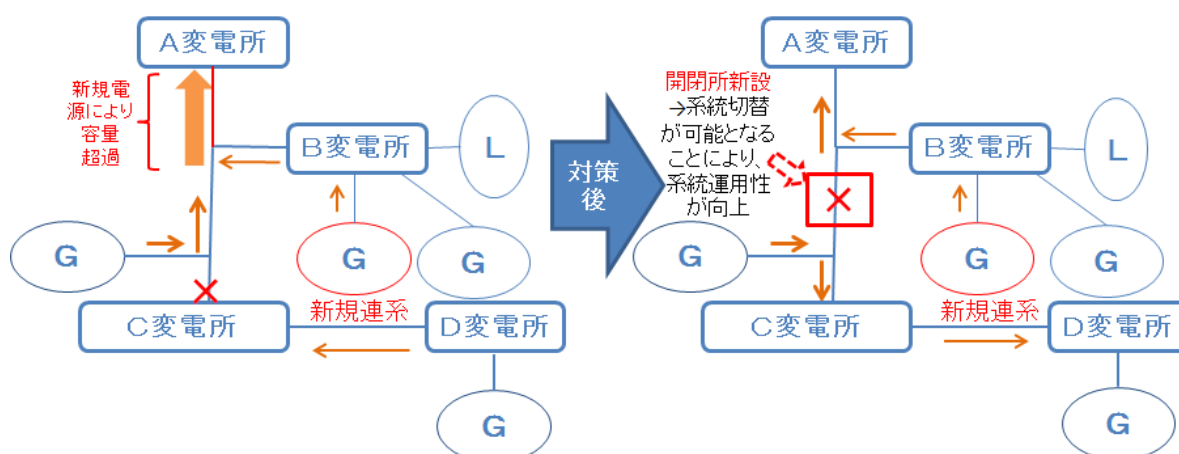 A変電所
新規電
源により
容量
超過
B変電所
L
G
G
G
C変電所
新規連系
D変電所
G
対策
後
A変電所
開閉所新設
→系統切替
が可能となる
ことにより、
系統運用性
が向上
B変電所
L
G
G
G
C変電所
新規連系
D変電所
G